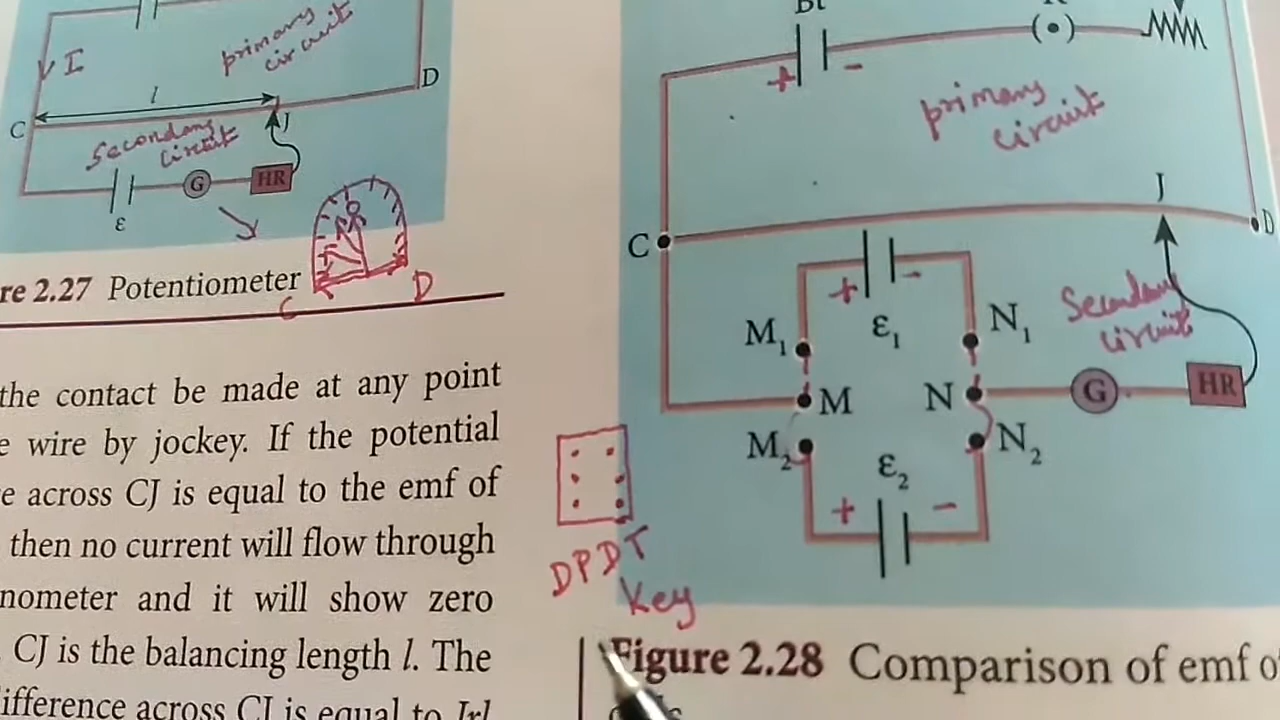 I
primary
circuit
l
C
D
J
Secondary
circuit
G
HR
ε
C
D
re 2.27 Potentiometer
the contact be made at any point
wire by jockey. If the potential
across CJ is equal to the emf of
then no current will flow through
nometer and it will show zero
CJ is the balancing length l. The
ifference across CJ is equal to Irl
Bt
+ -
primary
circuit
J
C
D
+ -
ε1
M1
N1
Secondary
circuit
M
N
G
HR
M2
N2
ε2
+ -
DPDT
Key
Figure 2.28 Comparison of emf o